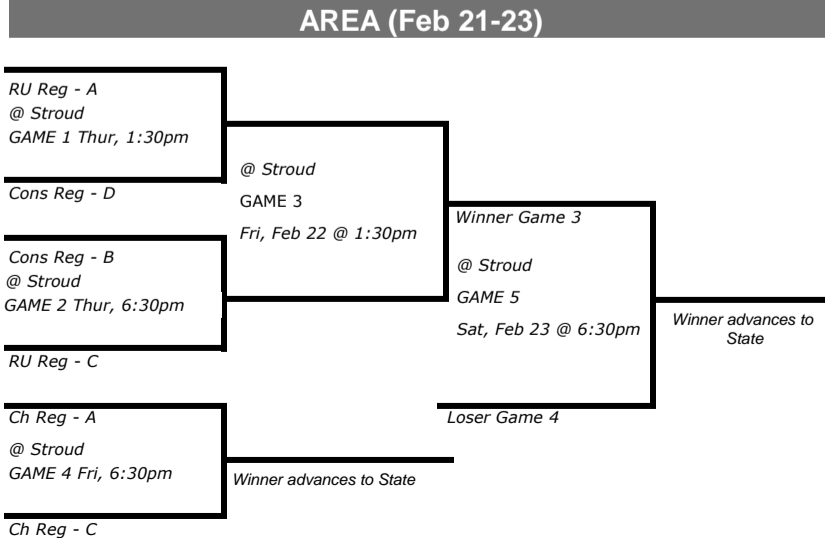 AREA (Feb 21-23)
RU Reg - A
@ Stroud
GAME 1 Thur, 1:30pm
Cons Reg - D
@ Stroud
GAME 3
Fri, Feb 22 @ 1:30pm
Cons Reg - B
@ Stroud
GAME 2 Thur, 6:30pm
RU Reg - C
Winner Game 3
@ Stroud
GAME 5
Sat, Feb 23 @ 6:30pm
Loser Game 4
Winner advances to
State
Ch Reg - A
@ Stroud
GAME 4 Fri, 6:30pm
Ch Reg - C
Winner advances to State